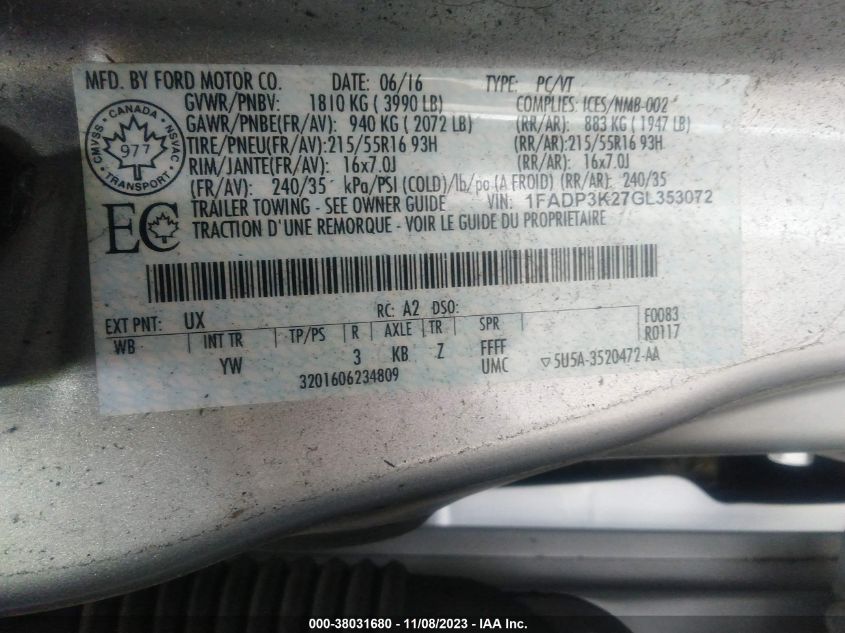 MFD. BY FORD MOTOR CO. DATE: 06/16 TYPE: PC/VT
GVWR/PNBV: 1810 KG ( 3990 LB) COMPLIES: ICES/NMB-002
GAWR/PNBE(FR/AV): 940 KG ( 2072 LB) (RR/AR): 883 KG ( 1947 LB)
TIRE/PNEU(FR/AV):215/55R16 93H (RR/AR):215/55R16 93H
RIM/JANTE(FR/AV): 16x7.0J (RR/AR): 16x7.0J
(FR/AV): 240/35 kPa/PSI (COLD)/lb/po (A FROID) (RR/AR): 240/35
TRAILER TOWING - SEE OWNER GUIDE VIN: 1FADP3K27GL353072
TRACTION D'UNE REMORQUE - VOIR LE GUIDE DU PROPRIO.
CANADA
CMVSS NSVAC
977
TRANSPORT
EC
RC: A2 DSO:
EXT PNT: UX F0083
WB INT TR TP/PS R AXLE TR SPR R0117
YW 3 KB Z FFFF
UMC ▽5U5A-3520472-AA
3201606234809
000-38031680 - 11/08/2023 - IAA Inc.